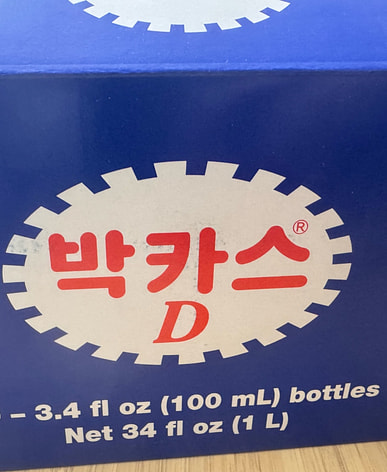 박카스®
D
– 3.4 fl oz (100 mL) bottles
Net 34 fl oz (1 L)